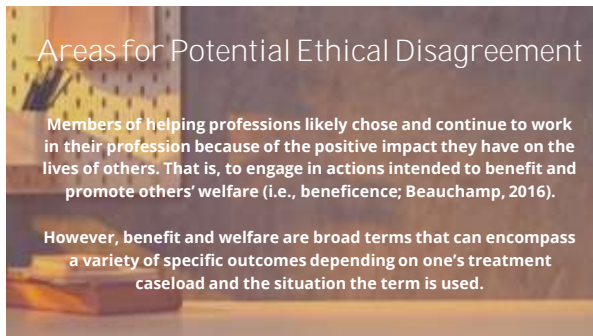 Areas for Potential Ethical Disagreement
Members of helping professions likely chose and continue to work
in their profession because of the positive impact they have on the
lives of others. That is, to engage in actions intended to benefit and
promote others' welfare (i.e., beneficence; Beauchamp, 2016).
However, benefit and welfare are broad terms that can encompass
a variety of specific outcomes depending on one's treatment
caseload and the situation the term is used.